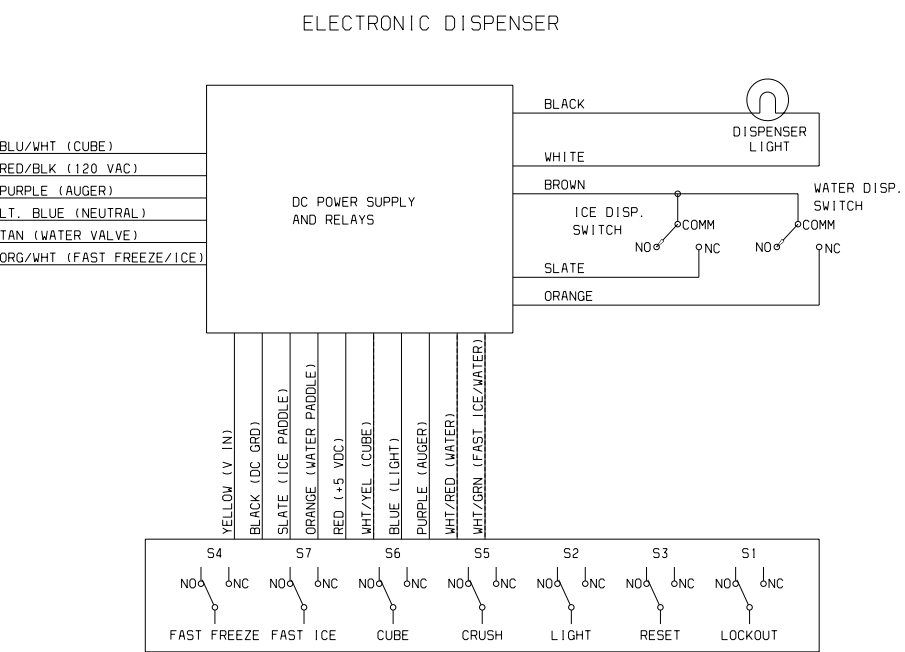 ELECTRONIC DISPENSER
BLACK
DISPENSER
LIGHT
WHITE
BLU/WHT (CUBE)
RED/BLK (120 VAC)
PURPLE (AUGER)
LT. BLUE (NEUTRAL)
TAN (WATER VALVE)
ORG/WHT (FAST FREEZE/ICE)
DC POWER SUPPLY
AND RELAYS
BROWN
ICE DISP.
SWITCH
COMM
NO
NC
WATER DISP.
SWITCH
COMM
NO
NC
SLATE
ORANGE
YELLOW (V IN)
BLACK (DC GRD)
SLATE (ICE PADDLE)
ORANGE (WATER PADDLE)
RED (+5 VDC)
WHT/YEL (CUBE)
BLUE (LIGHT)
PURPLE (AUGER)
WHT/RED (WATER)
WHT/GRN (FAST ICE/WATER)
S4 S7 S6 S5 S2 S3 S1
NO NC NO NC NO NC NO NC NO NC NO NC NO NC
FAST FREEZE FAST ICE CUBE CRUSH LIGHT RESET LOCKOUT